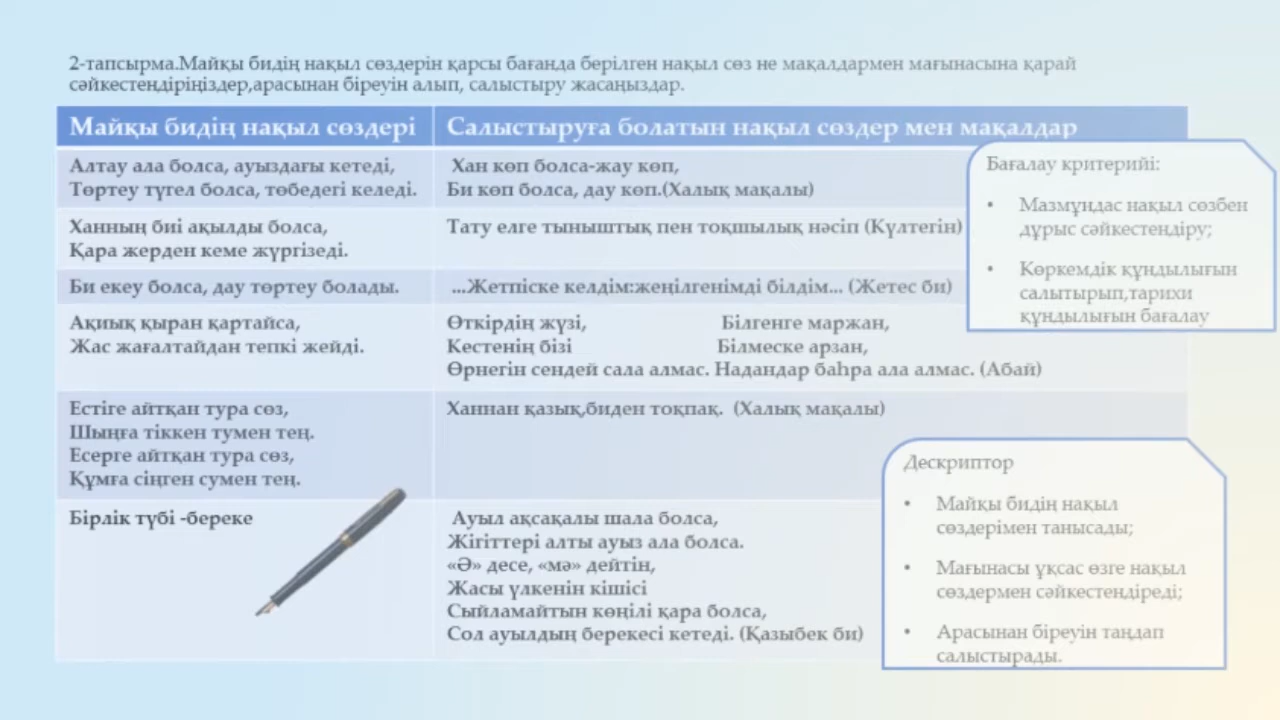 2-тапсырма.Майқы бидің нақыл сөздерін қарсы бағанда берілген нақыл сөз не мақалдармен мағынасына қарай
сәйкестендіріңіздер,арасынан біреуін алып, салыстыру жасаңыздар.
Майқы бидің нақыл сөздері
Салыстыруға болатын нақыл сөздер мен мақалдар
Алтау ала болса, ауыздағы кетеді,
Төртеу түгел болса, төбедегі келеді.
Хан көп болса-жау көп,
Би көп болса, дау көп.(Халық мақалы)
Ханның биі ақылды болса,
Қара жерден кеме жүргізеді.
Тату елге тыныштық пен тоқшылық нәсіп (Күлтегін)
Би екеу болса, дау төртеу болады.
...Жетпіске келдім:жеңілгенімді білдім... (Жетес би)
Ақиық қыран қартайса,
Жас жағалтайдан тепкі жейді.
Өткірдің жүзі, Білгенге маржан,
Кестенің бізі Білмеске арзан,
Өрнегін сендей сала алмас. Надандар баһра ала алмас. (Абай)
Естіге айтқан тура сөз,
Шыңға тіккен тумен тең.
Есерге айтқан тура сөз,
Құмға сіңген сумен тең.
Ханнан қазық,биден тоқпақ. (Халық мақалы)
Бірлік түбі -береке
Ауыл ақсақалы шала болса,
Жігіттері алты ауыз ала болса.
«Ә» десе, «мә» дейтін,
Жасы үлкенін кішісі
Сыйламайтын көңілі қара болса,
Сол ауылдың берекесі кетеді. (Қазыбек би)
Бағалау критерийі:
• Мазмұндас нақыл сөзбен
дұрыс сәйкестендіру;
• Көркемдік құндылығын
салытырып,тарихи
құндылығын бағалау
Дескриптор
• Майқы бидің нақыл
сөздерімен танысады;
• Мағынасы ұқсас өзге нақыл
сөздермен сәйкестендіреді;
• Арасынан біреуін таңдап
салыстырады.